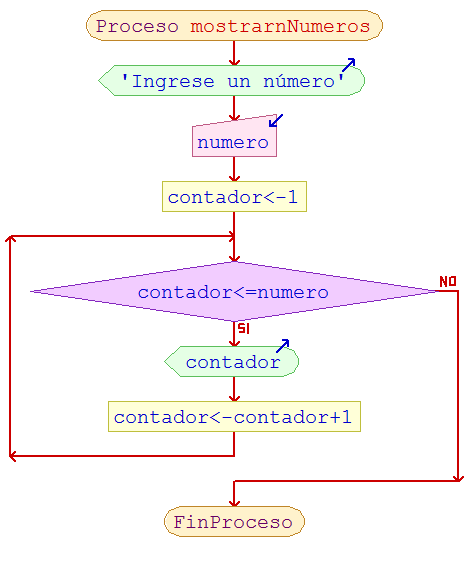 Proceso mostrarnNumeros
'Ingrese un número'
numero
contador<-1
contador<=numero
NO
SI
contador
contador<-contador+1
FinProceso